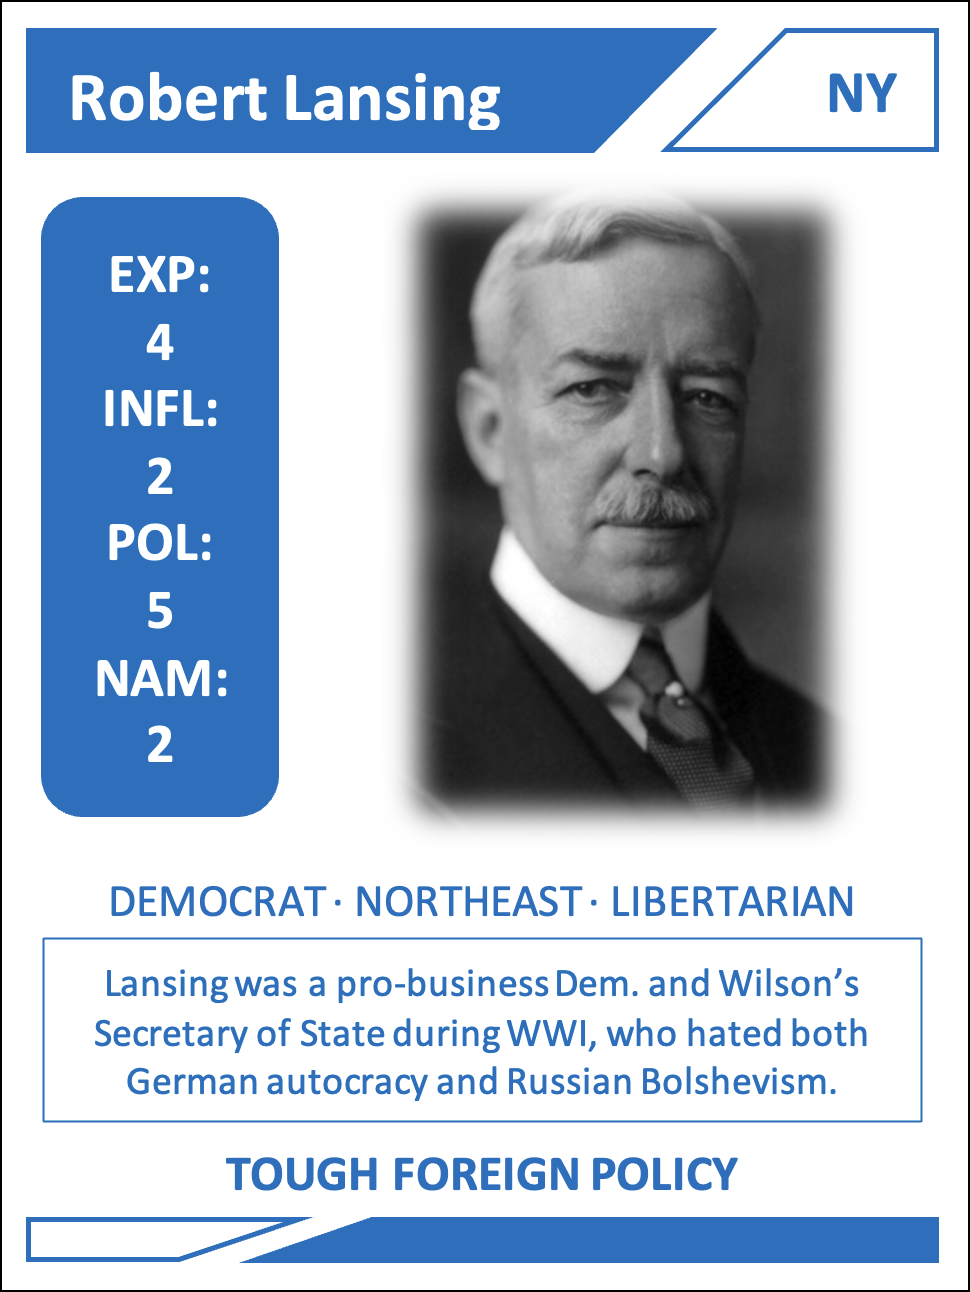 Robert Lansing
NY
EXP:
4
INFL:
2
POL:
5
NAM:
2
DEMOCRAT · NORTHEAST · LIBERTARIAN
Lansing was a pro-business Dem. and Wilson’s
Secretary of State during WWI, who hated both
German autocracy and Russian Bolshevism.
TOUGH FOREIGN POLICY